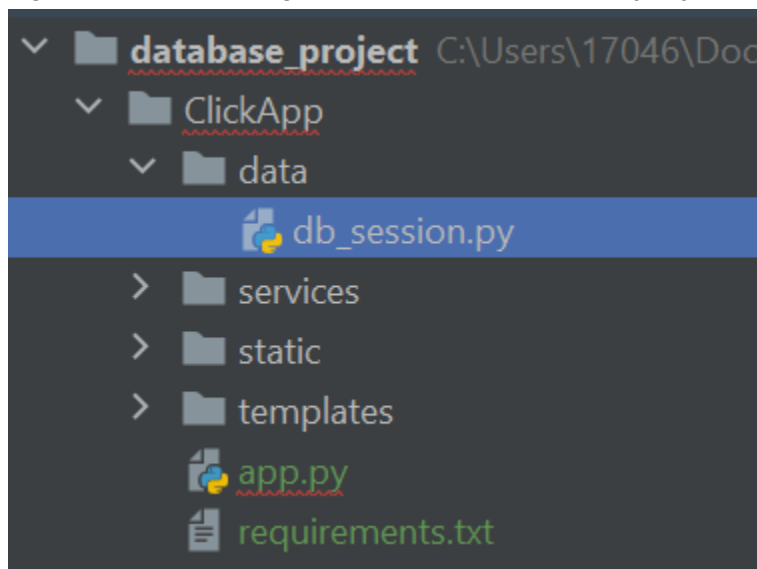 database_project C:\Users\17046\Doc
ClickApp
data
db_session.py
services
static
templates
app.py
requirements.txt